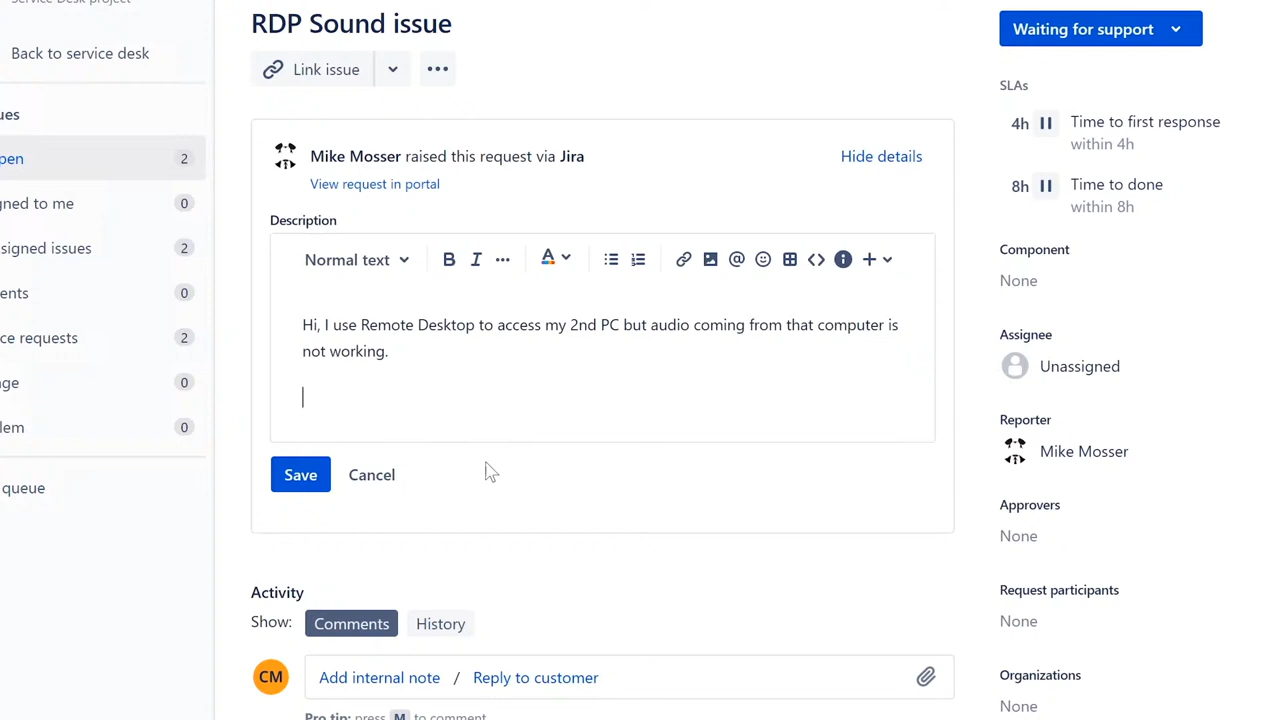 Service Desk project
RDP Sound issue
Waiting for support
Back to service desk
Link issue
SLAs
ues
4h Time to first response
within 4h
pen 2
Mike Mosser raised this request via Jira
Hide details
View request in portal
8h Time to done
within 8h
gned to me 0
Description
signed issues 2
Component
None
Normal text B I A
ents 0
Hi, I use Remote Desktop to access my 2nd PC but audio coming from that computer is
not working.
ce requests 2
Assignee
Unassigned
ge 0
lem 0
Reporter
Mike Mosser
Save Cancel
queue
Approvers
None
Activity
Show: Comments History
Request participants
None
CM Add internal note / Reply to customer
Organizations
None
Pro tip: press M to comment